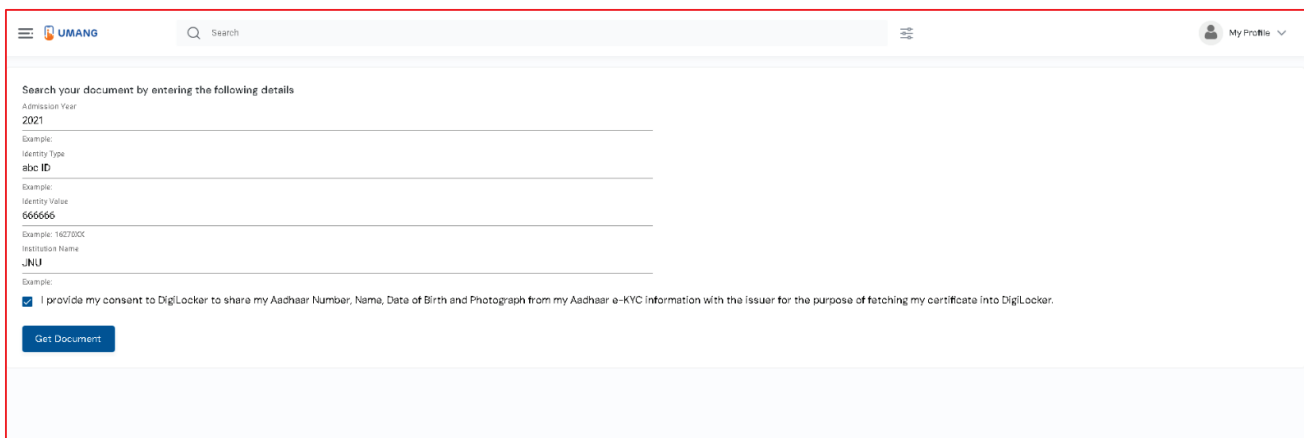 UMANG
Search
My Profile
Search your document by entering the following details
Admission Year
2021
Example:
Identity Type
abc ID
Example:
Identity Value
666666
Example: 16270XX
Institution Name
JNU
Example:
I provide my consent to DigiLocker to share my Aadhaar Number, Name, Date of Birth and Photograph from my Aadhaar e-KYC information with the issuer for the purpose of fetching my certificate into DigiLocker.
Get Document